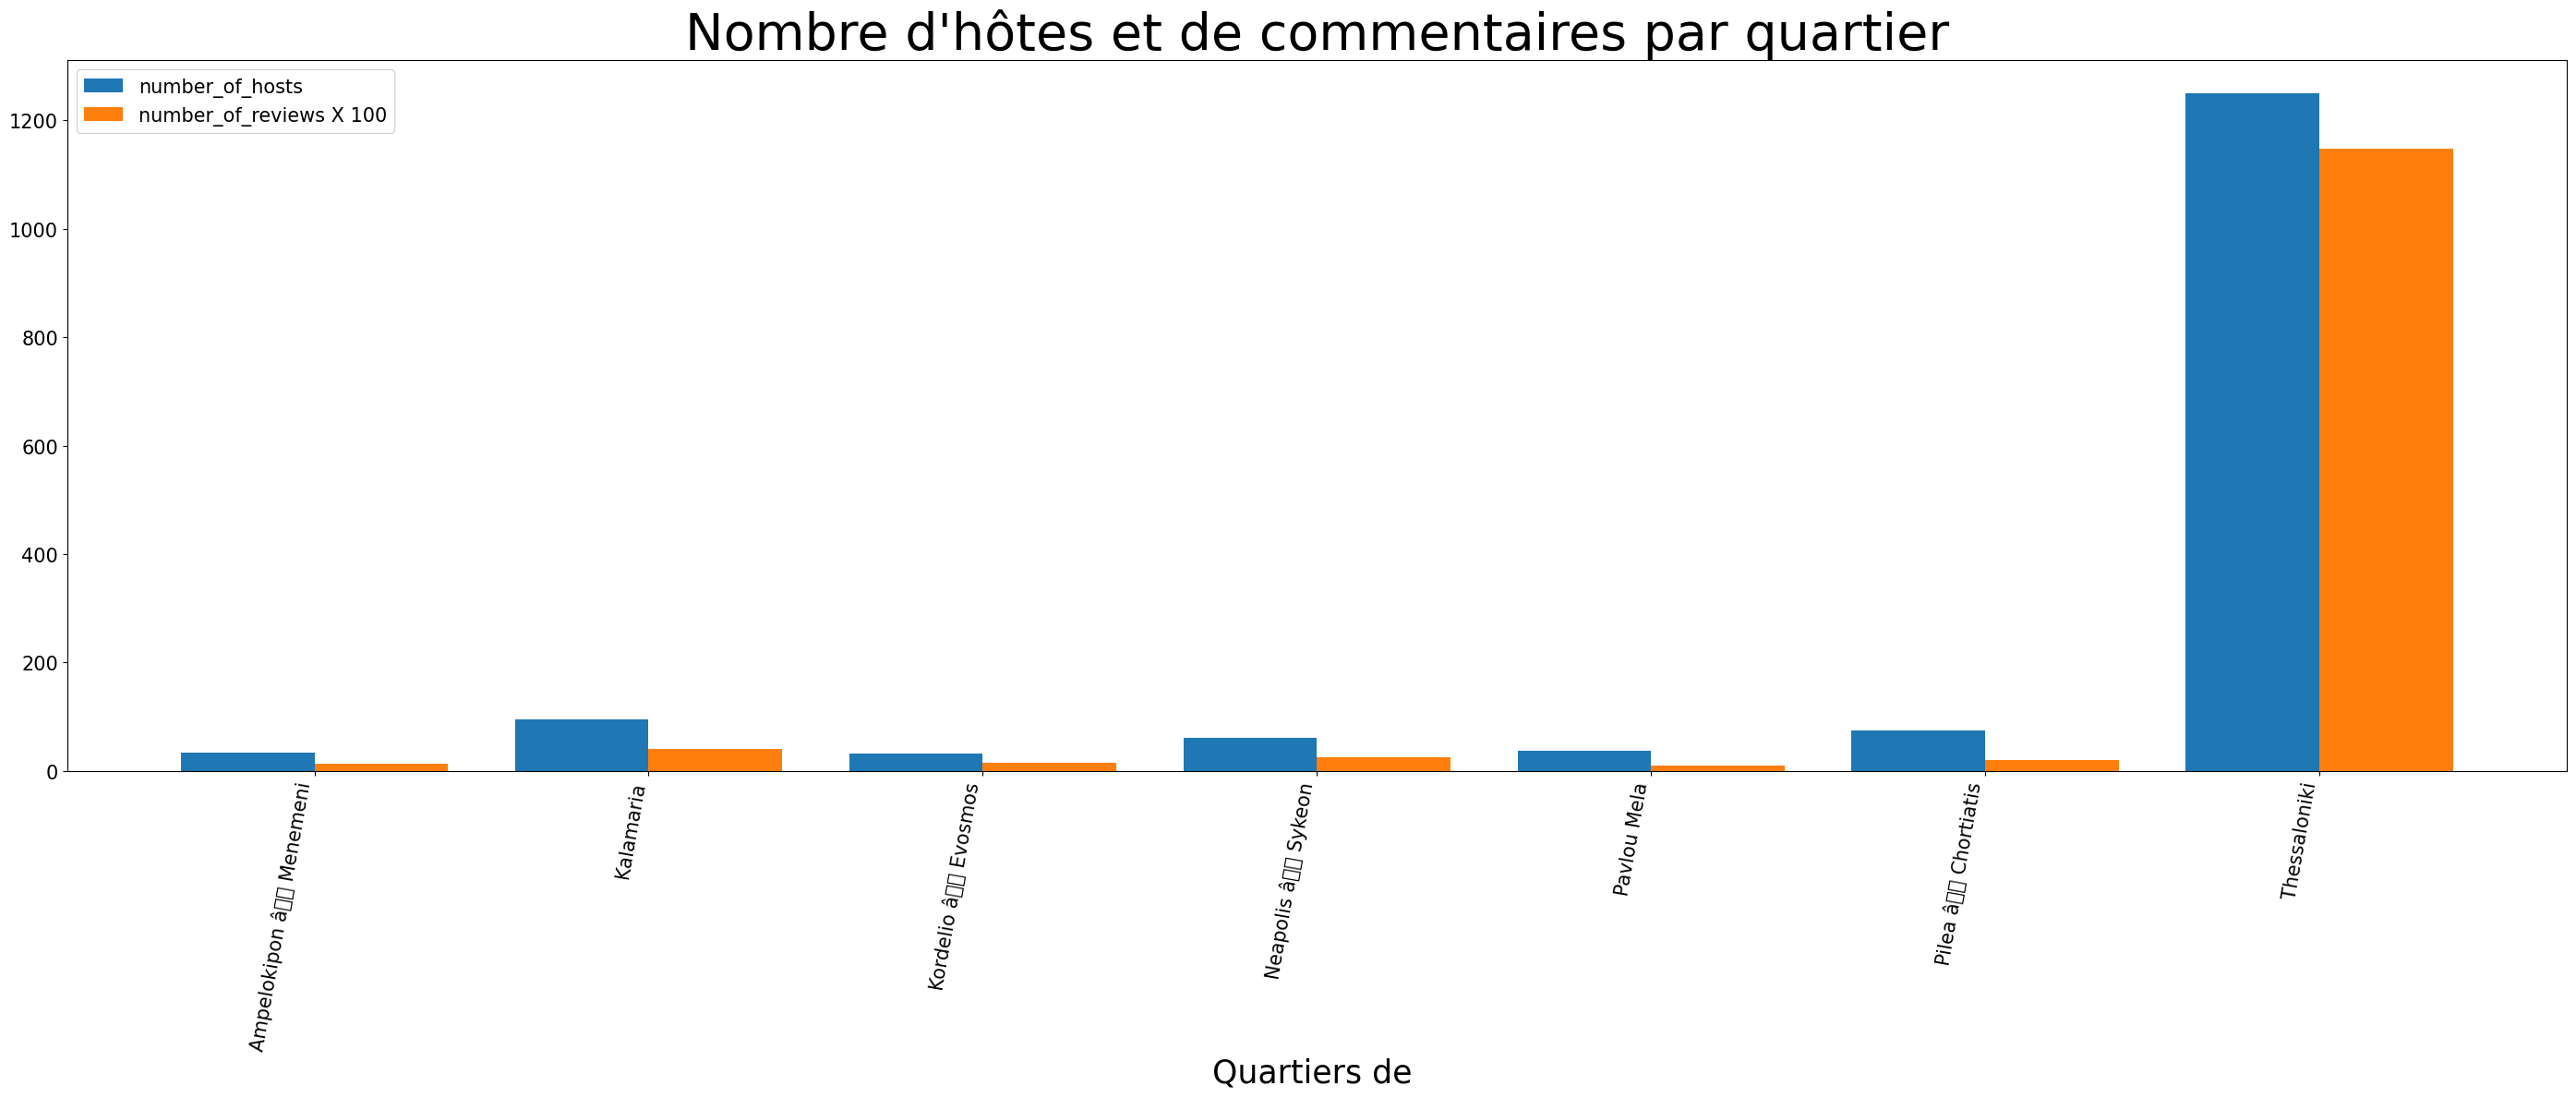 Nombre d'hôtes et de commentaires par quartier
number_of_hosts
number_of_reviews X 100
1200
1000
800
600
400
200
0
Ampelokipon â▯▯ Menemeni
Kalamaria
Kordelio â▯▯ Evosmos
Neapolis â▯▯ Sykeon
Pavlou Mela
Pilea â▯▯ Chortiatis
Thessaloniki
Quartiers de